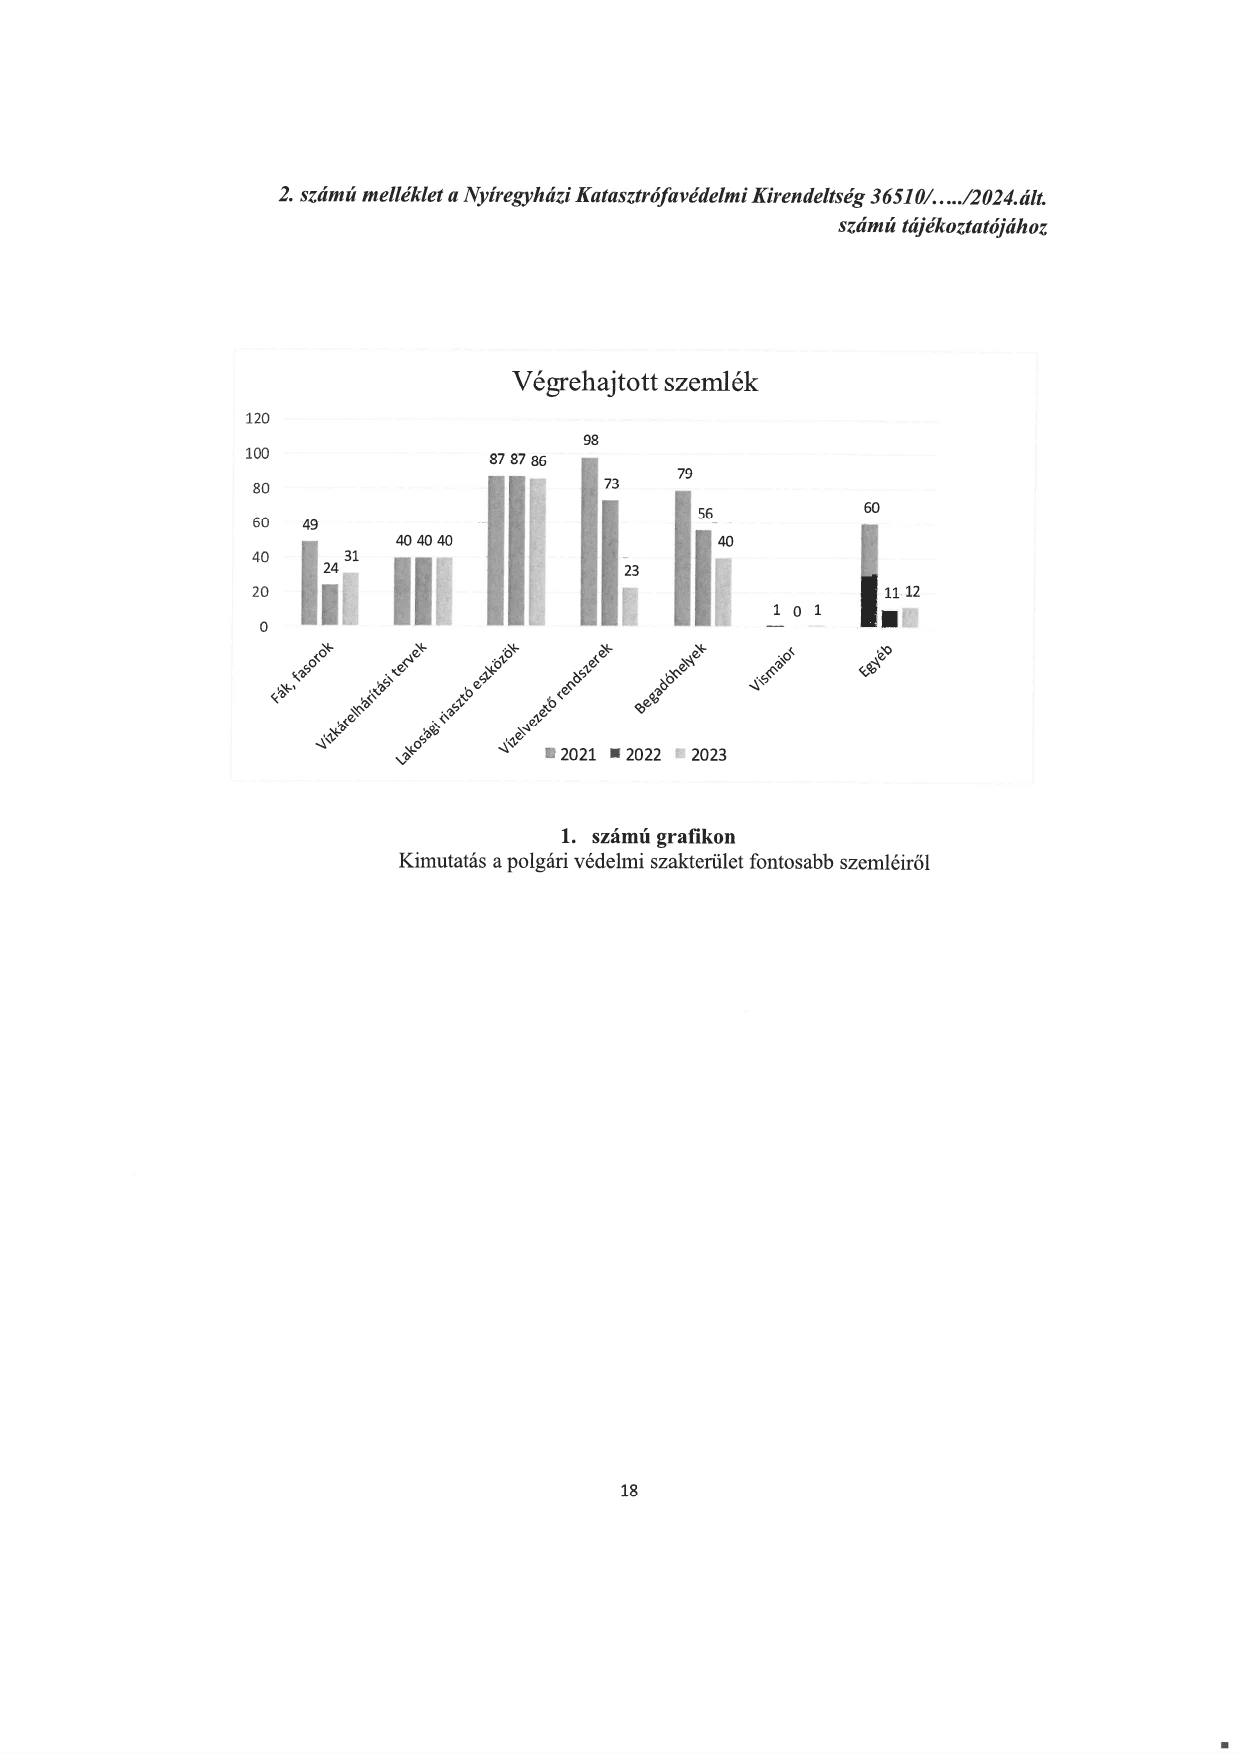 2. számú melléklet a Nyíregyházi Katasztrófavédelmi Kirendeltség 36510/...../2024.ált.
számú tájékoztatójához
Végrehajtott szemlék
120
100
80
60
40
20
0
49 24 31
40 40 40
87 87 86
98 73 23
79 56 40
1 0 1
60 11 12
Fák, fasorok
Vízkárelhárítási tervek
Lakosági riasztó eszközök
Vízelvezető rendszerek
Begadóhelyek
Vismaior
Egyéb
2021 2022 2023
1. számú grafikon
Kimutatás a polgári védelmi szakterület fontosabb szemléiről
18